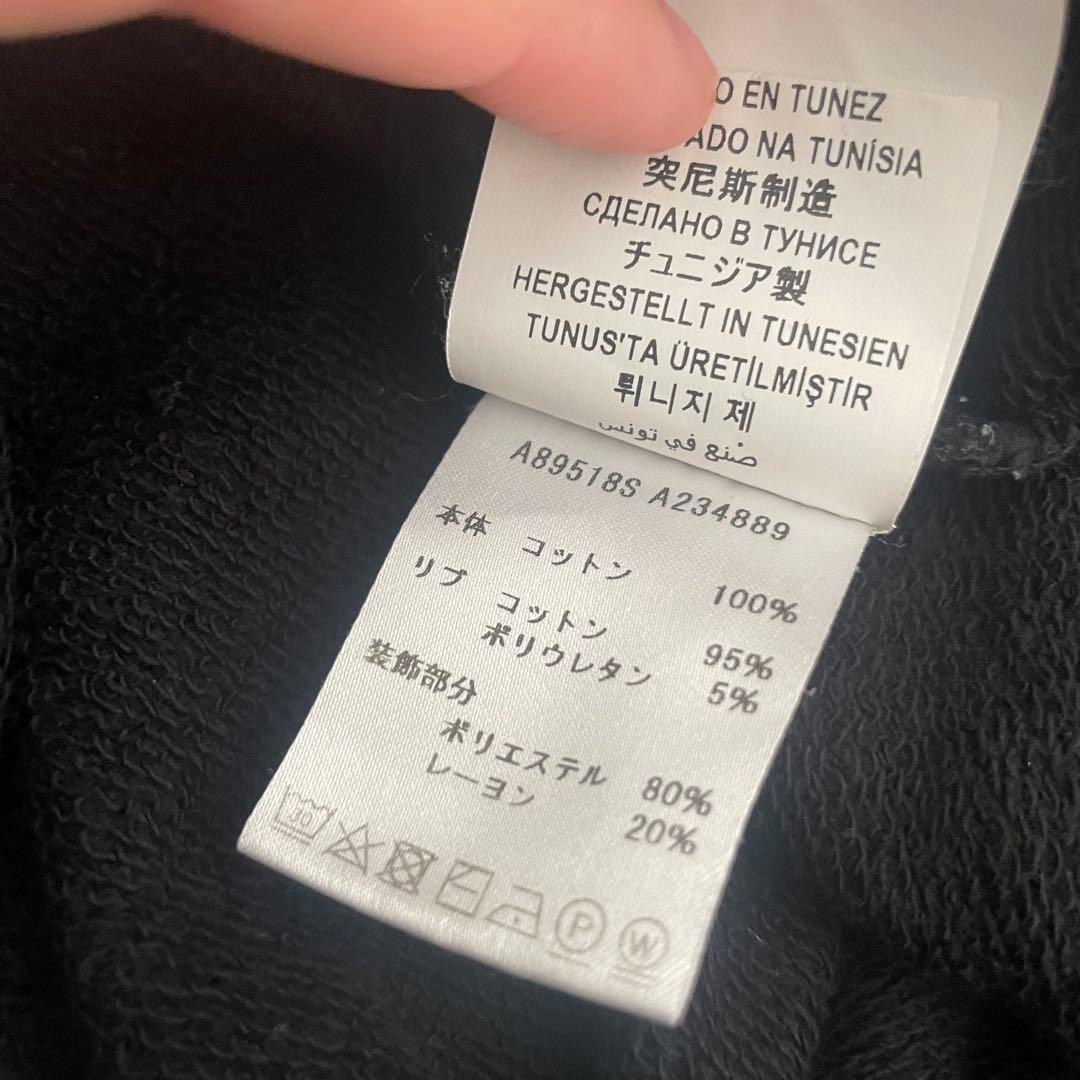 O EN TUNEZ
ADO NA TUNÍSIA
突尼斯制造
СДЕЛАНО В ТУНИСЕ
チュニジア製
HERGESTELLT IN TUNESIEN
TUNUS'TA ÜRETİLMİŞTİR
튀니지 제
صنع في تونس
A89518S A234889
本体 コットン 100%
リブ コットン 95%
ポリウレタン 5%
装飾部分
ポリエステル 80%
レーヨン 20%
30
P W